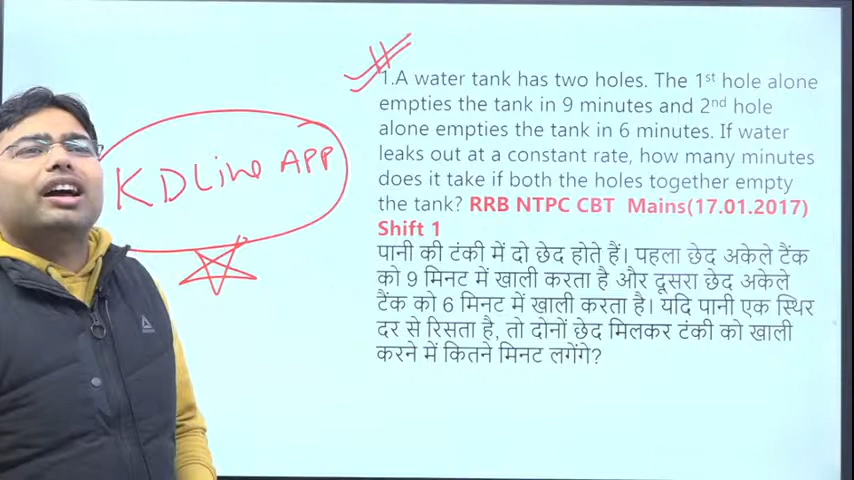 1.A water tank has two holes. The 1st hole alone
empties the tank in 9 minutes and 2nd hole
alone empties the tank in 6 minutes. If water
leaks out at a constant rate, how many minutes
does it take if both the holes together empty
the tank? RRB NTPC CBT Mains(17.01.2017)
Shift 1
पानी की टंकी में दो छेद होते हैं। पहला छेद अकेले टैंक
को 9 मिनट में खाली करता है और दूसरा छेद अकेले
टैंक को 6 मिनट में खाली करता है। यदि पानी एक स्थिर
दर से रिसता है, तो दोनों छेद मिलकर टंकी को खाली
करने में कितने मिनट लगेंगे?
KD Live APP